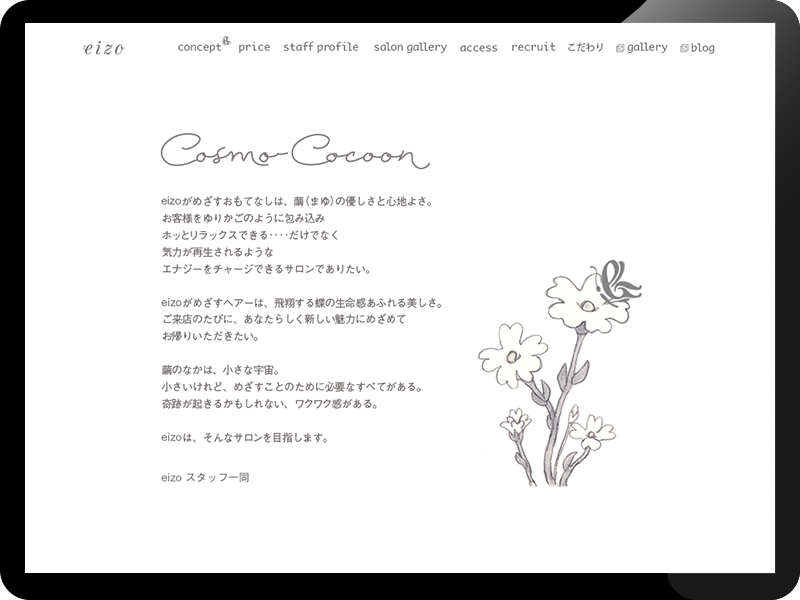 eizo
concept price staff profile salon gallery access recruit こだわり gallery blog
Cosmo-Cocoon
eizoがめざすおもてなしは、繭(まゆ)の優しさと心地よさ。
お客様をゆりかごのように包み込み
ホッとリラックスできる････だけでなく
気力が再生されるような
エナジーをチャージできるサロンでありたい。
eizoがめざすヘアーは、飛翔する蝶の生命感あふれる美しさ。
ご来店のたびに、あなたらしく新しい魅力にめざめて
お帰りいただきたい。
繭のなかは、小さな宇宙。
小さいけれど、めざすことのために必要なすべてがある。
奇跡が起きるかもしれない、ワクワク感がある。
eizoは、そんなサロンを目指します。
eizo スタッフ一同